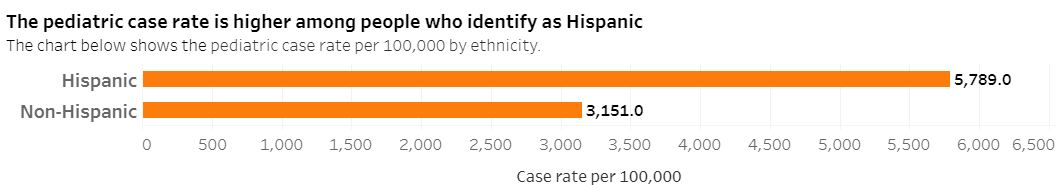 The pediatric case rate is higher among people who identify as Hispanic
The chart below shows the pediatric case rate per 100,000 by ethnicity.
Hispanic 5,789.0
Non-Hispanic 3,151.0
0 500 1,000 1,500 2,000 2,500 3,000 3,500 4,000 4,500 5,000 5,500 6,000 6,500
Case rate per 100,000